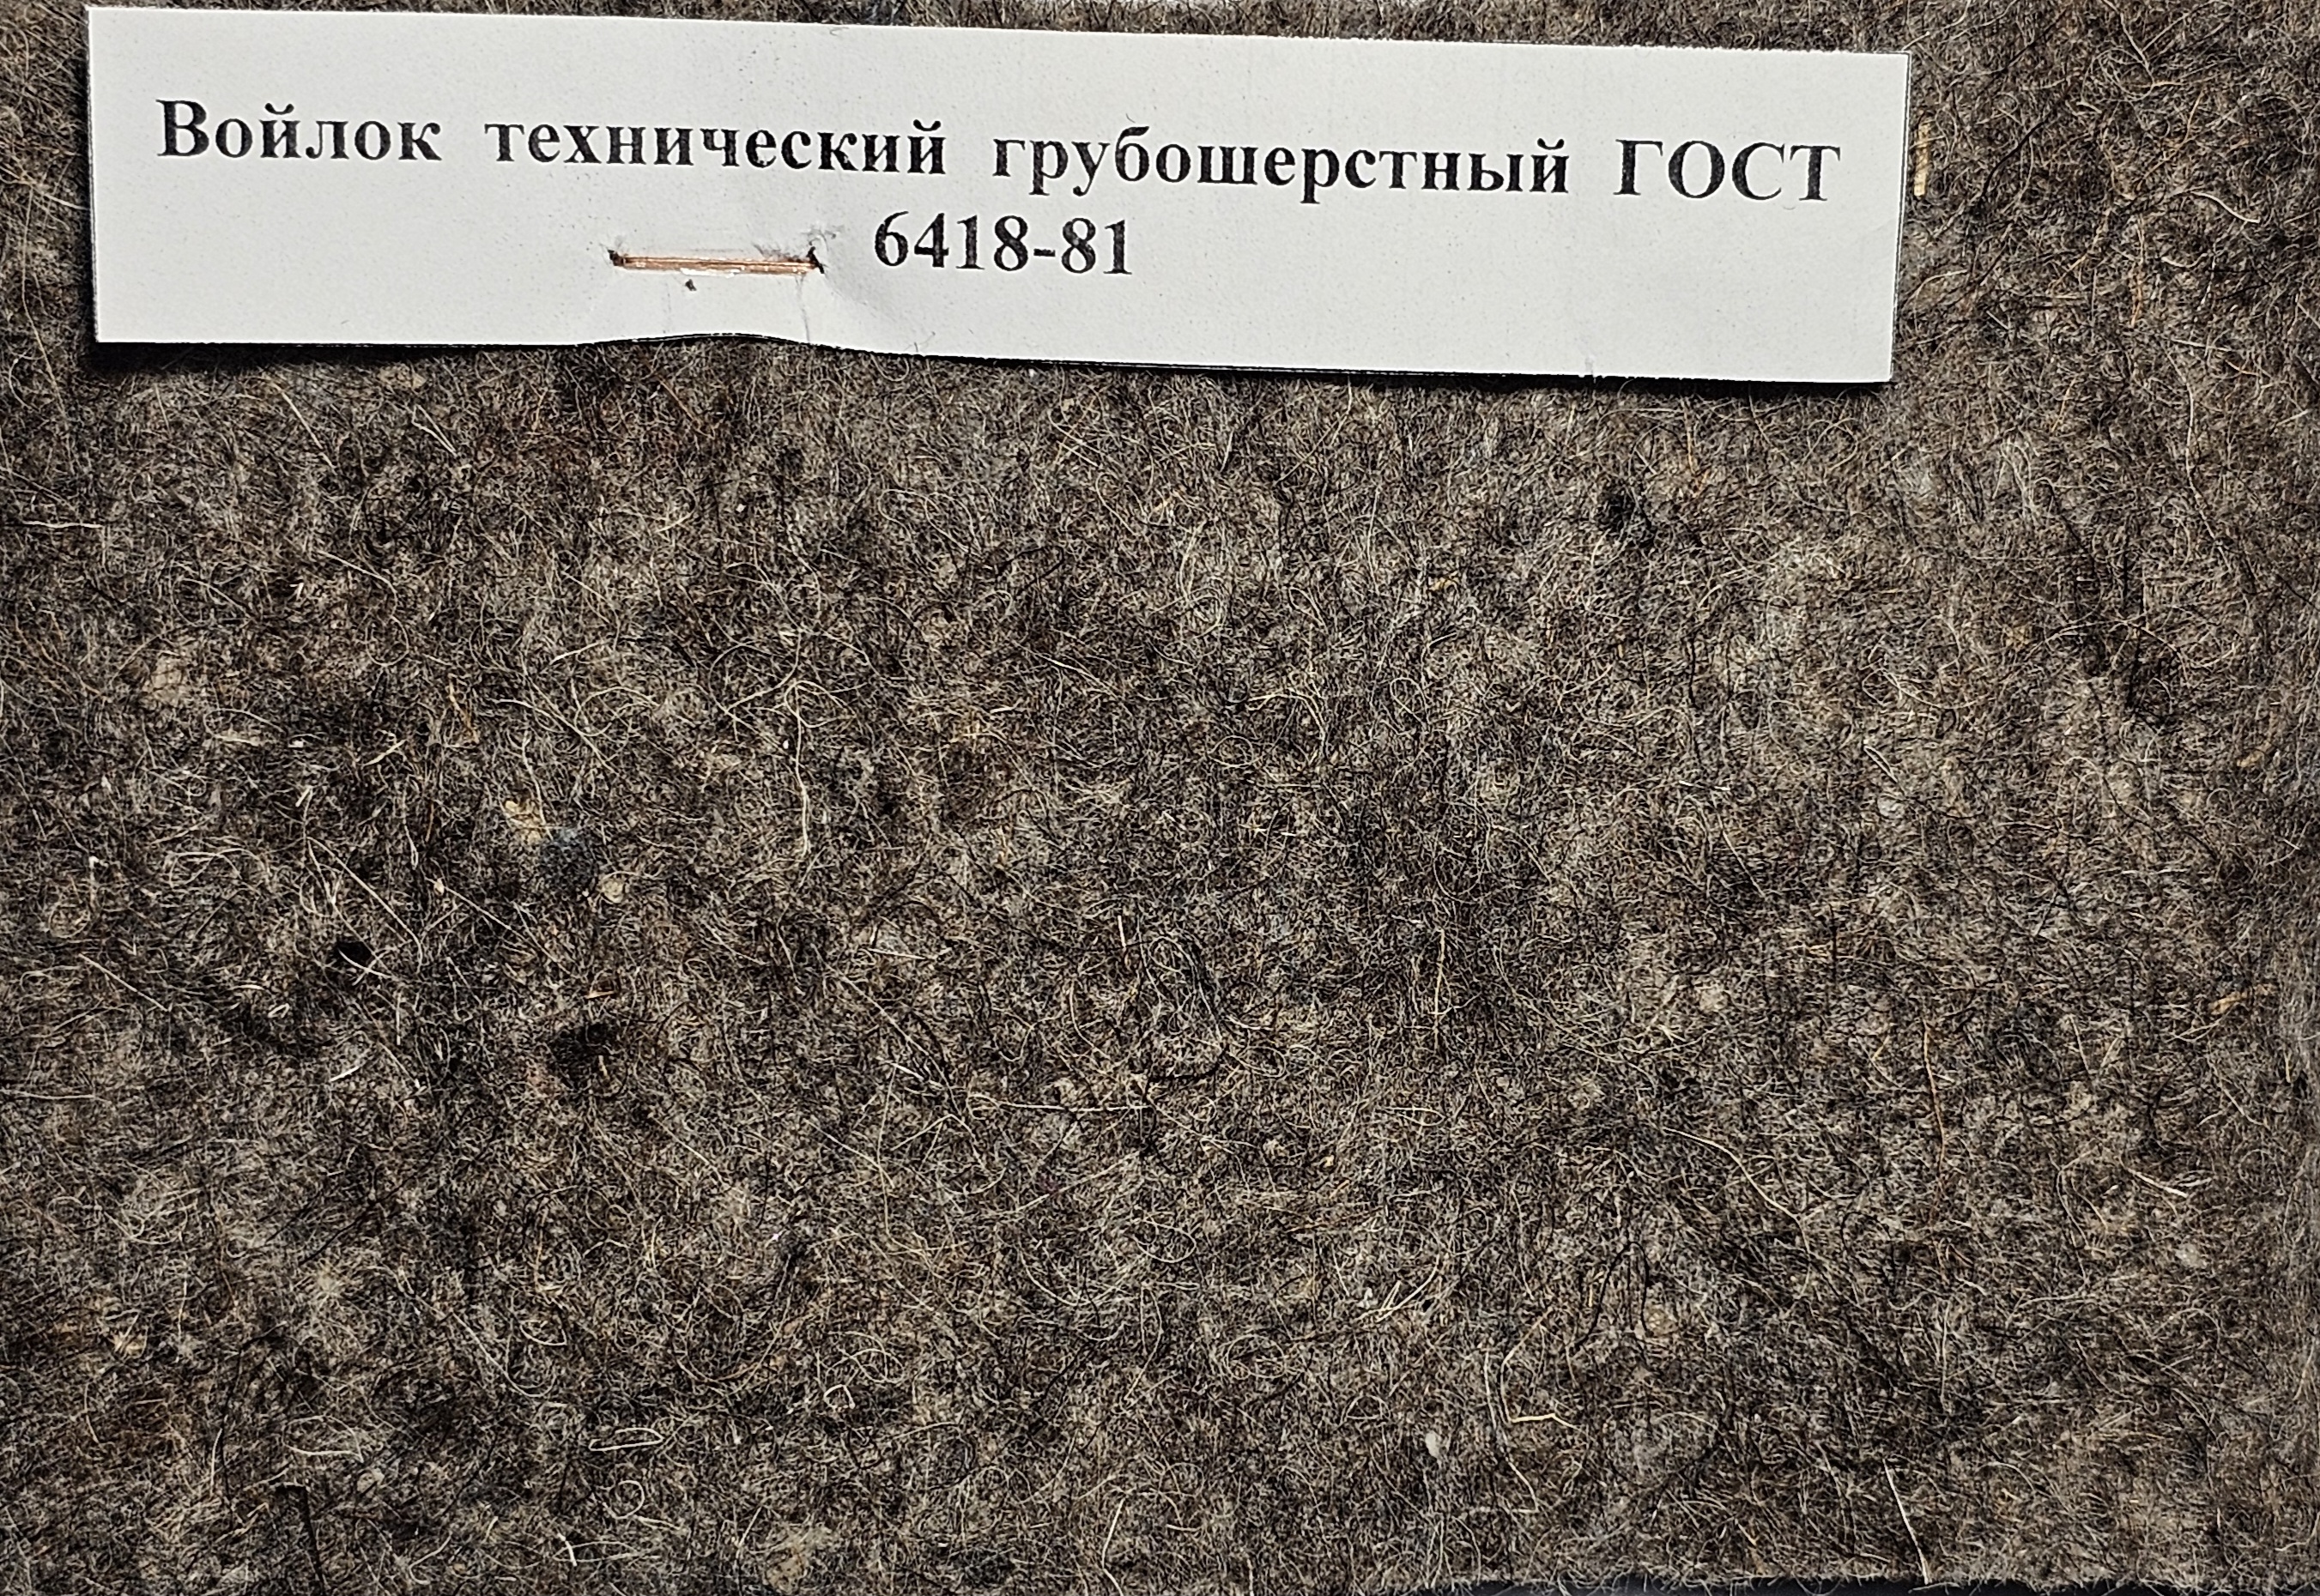 Войлок технический грубошерстный ГОСТ
6418-81